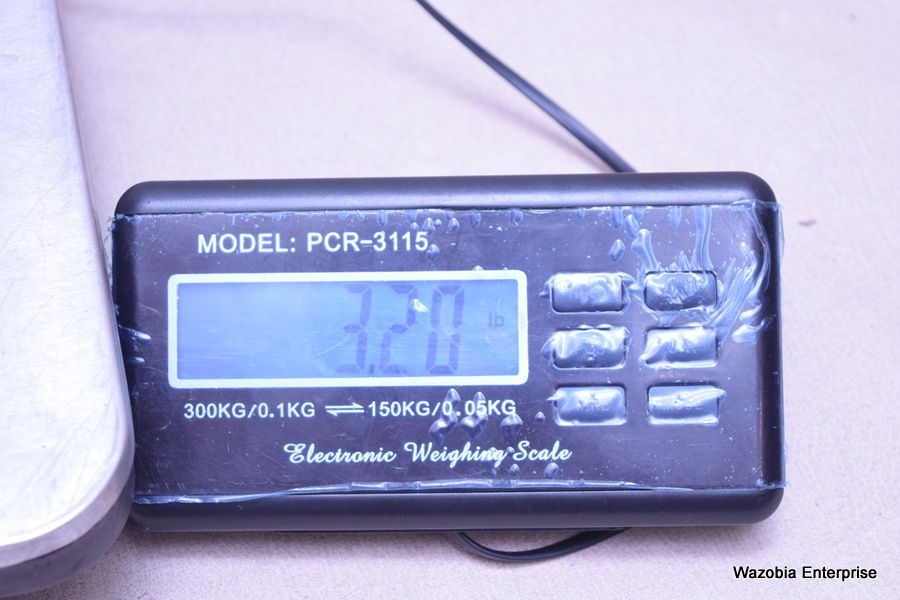 MODEL: PCR-3115
3.20 lb
300KG/0.1KG ⇌ 150KG/0.05KG
Electronic Weighing Scale
Wazobia Enterprise